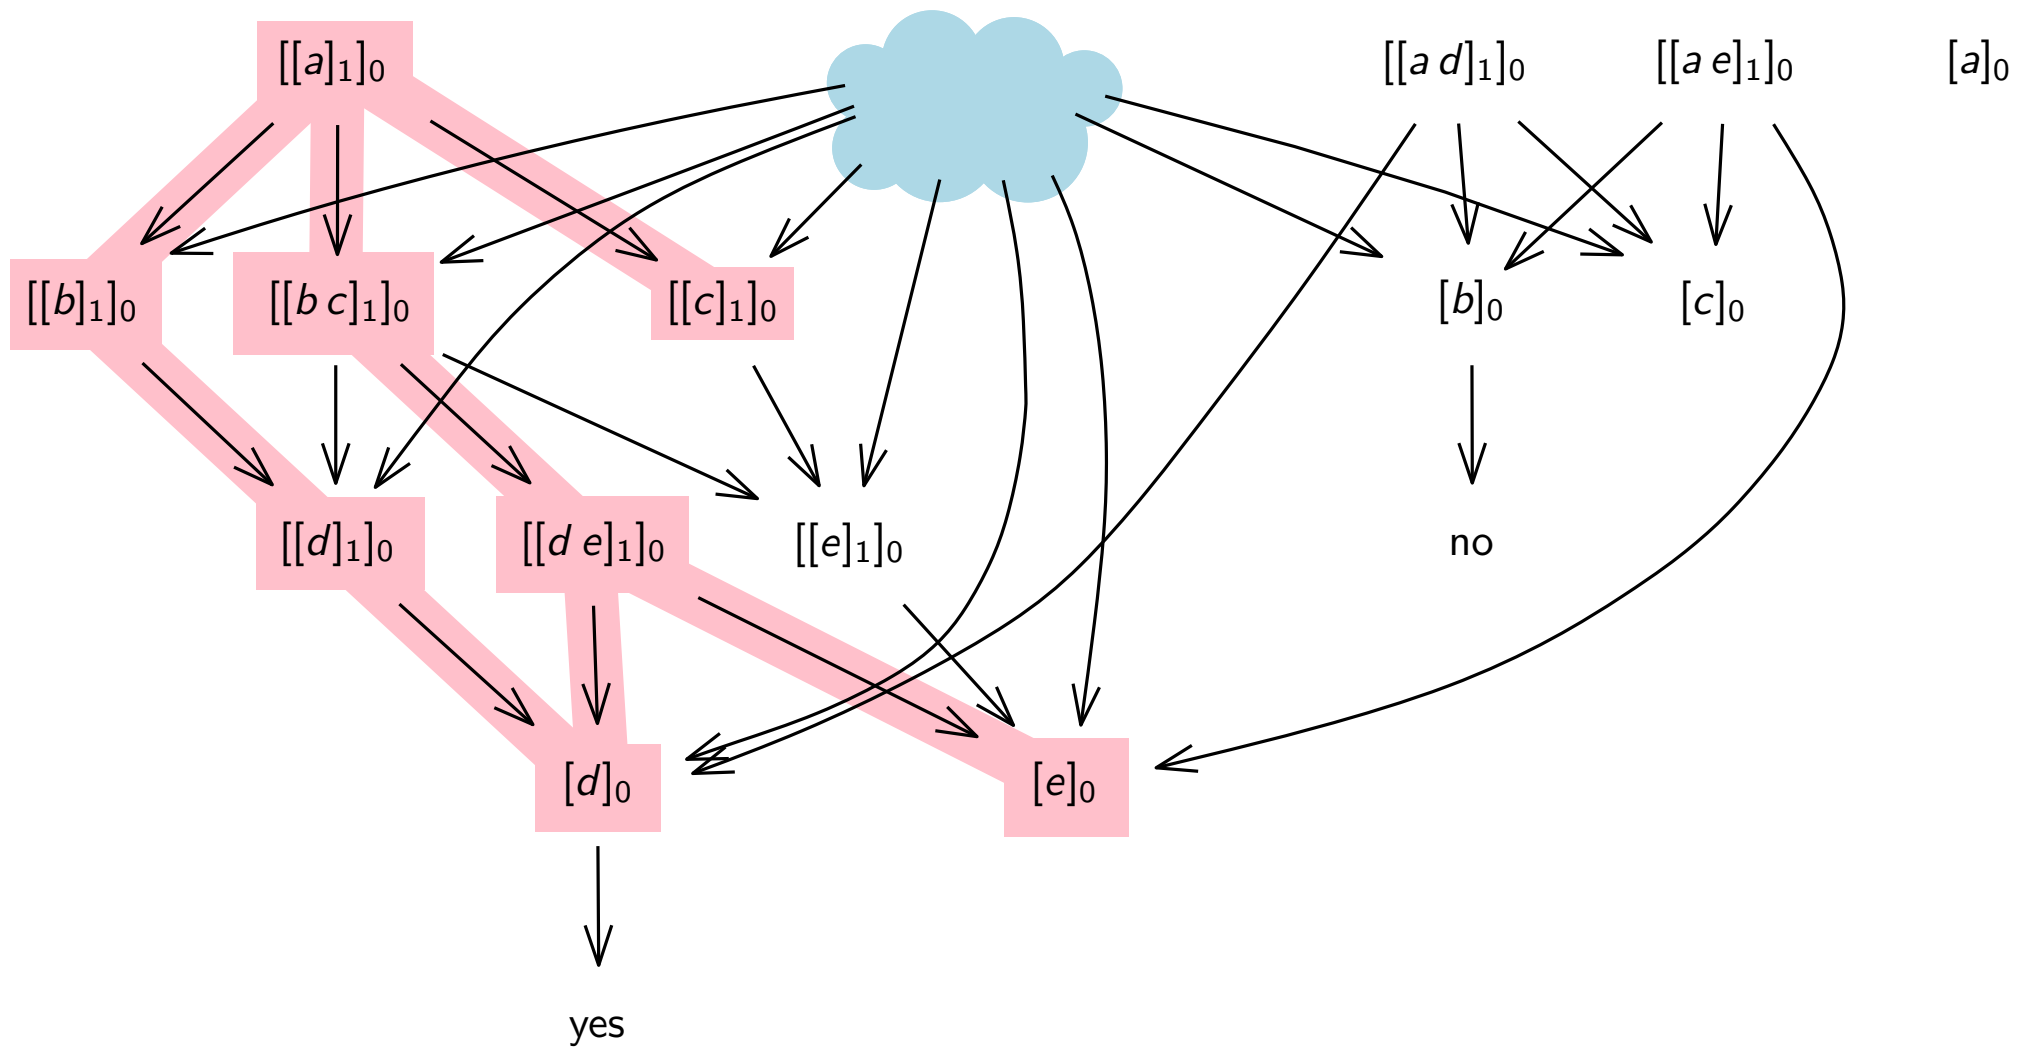 [[a]₁]₀ [[a d]₁]₀ [[a e]₁]₀ [a]₀
[[b]₁]₀ [[b c]₁]₀ [[c]₁]₀ [b]₀ [c]₀
[[d]₁]₀ [[d e]₁]₀ [[e]₁]₀ no
[d]₀ [e]₀
yes